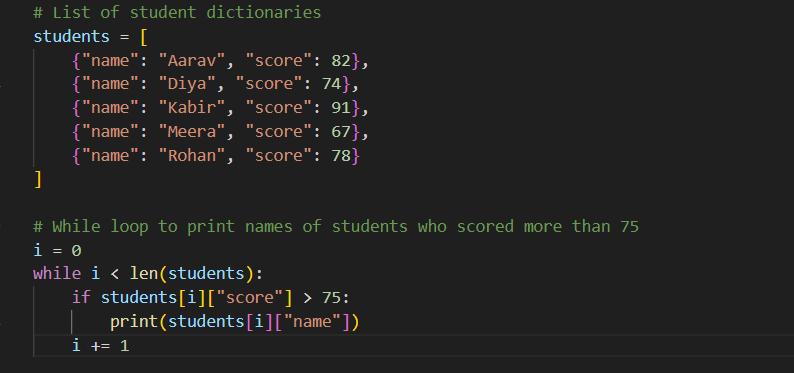 # List of student dictionaries
students = [
    {"name": "Aarav", "score": 82},
    {"name": "Diya", "score": 74},
    {"name": "Kabir", "score": 91},
    {"name": "Meera", "score": 67},
    {"name": "Rohan", "score": 78}
]

# While loop to print names of students who scored more than 75
i = 0
while i < len(students):
    if students[i]["score"] > 75:
        print(students[i]["name"])
    i += 1